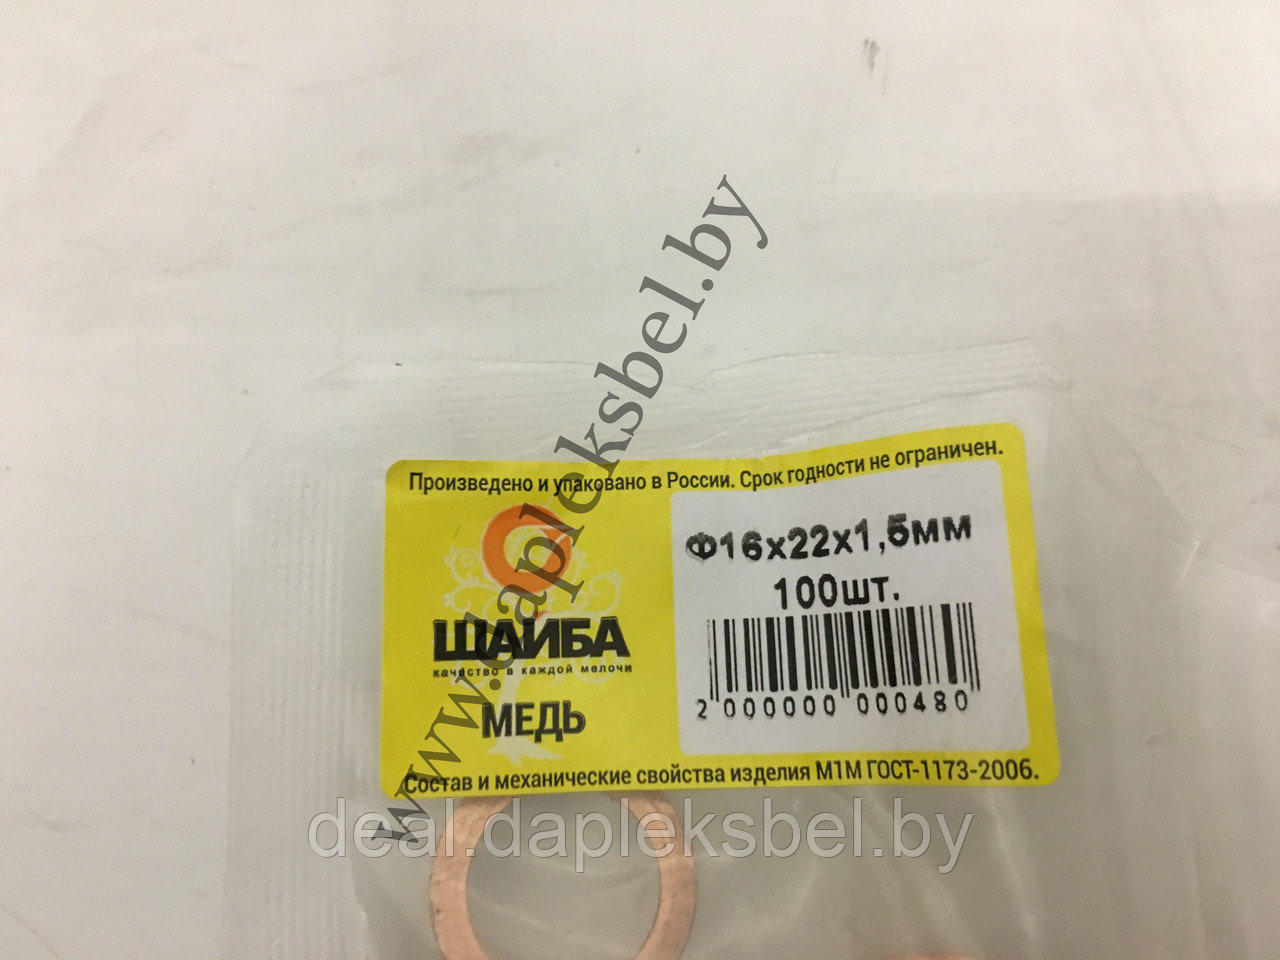 www.dapleksbel.by
Произведено и упаковано в России. Срок годности не ограничен.
Ф16х22х1,5мм
100шт.
2 000000 000480
ШАЙБА
качество в каждой мелочи
МЕДЬ
Состав и механические свойства изделия М1М ГОСТ-1173-2006.
deal.dapleksbel.by